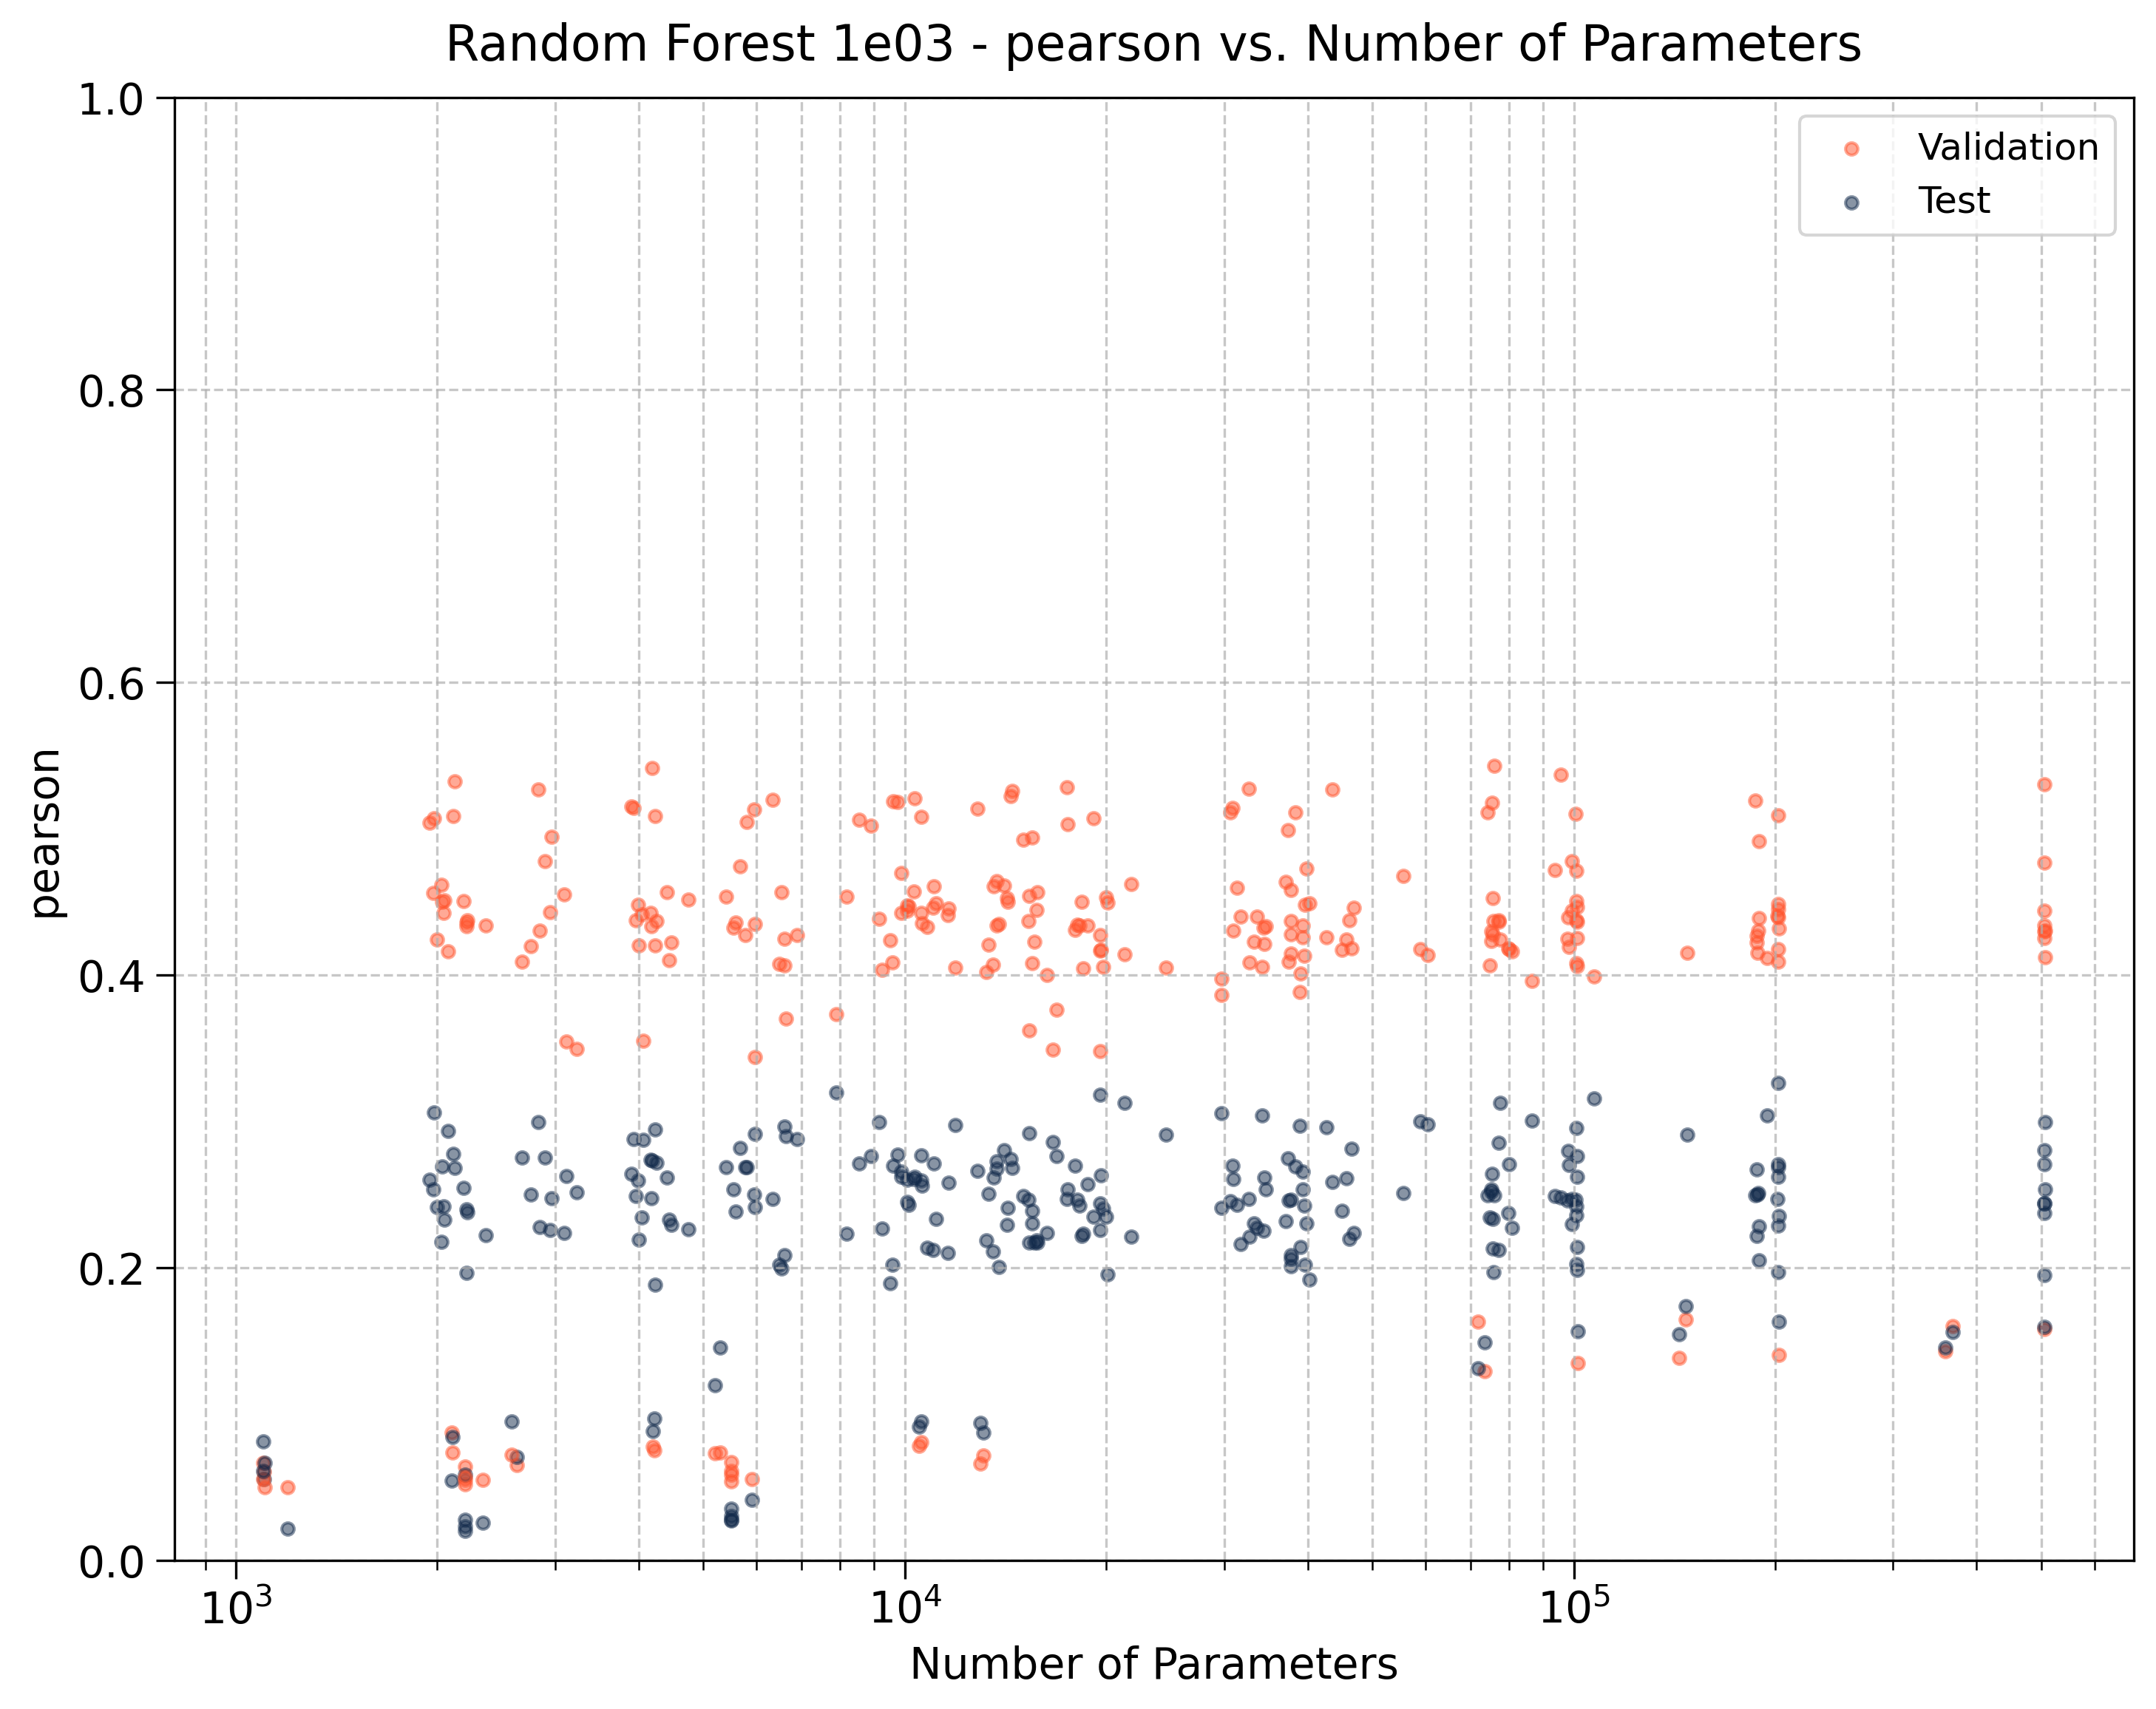 Random Forest 1e03 - pearson vs. Number of Parameters
1.0
0.8
0.6
0.4
0.2
0.0
pearson
Validation
Test
10³
10⁴
10⁵
Number of Parameters